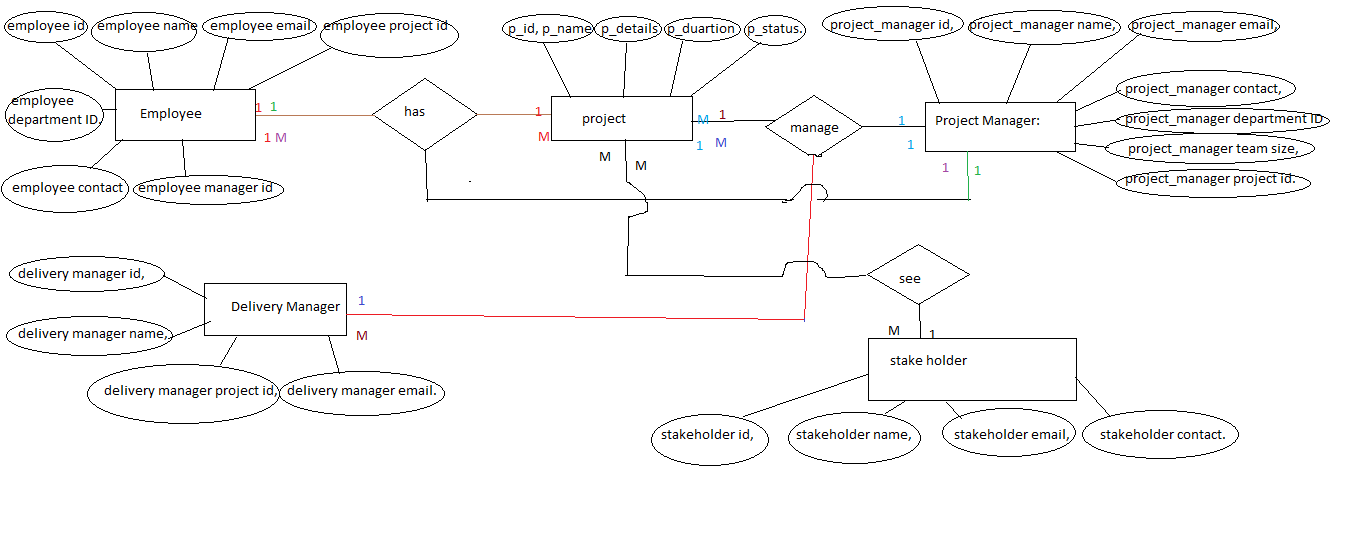 employee id
employee name
employee email
employee project id
p_id, p_name
p_details
p_duartion
p_status.
project_manager id,
project_manager name,
project_manager email,
employee
department ID.
Employee
1 1
1 M
has
1
M
project
M 1
1 M
M
M
manage
1
1
Project Manager:
1
1
project_manager contact,
project_manager department ID
project_manager team size,
project_manager project id.
employee contact
employee manager id
delivery manager id,
Delivery Manager
1
M
delivery manager name,
delivery manager project id,
delivery manager email.
see
M
1
stake holder
stakeholder id,
stakeholder name,
stakeholder email,
stakeholder contact.